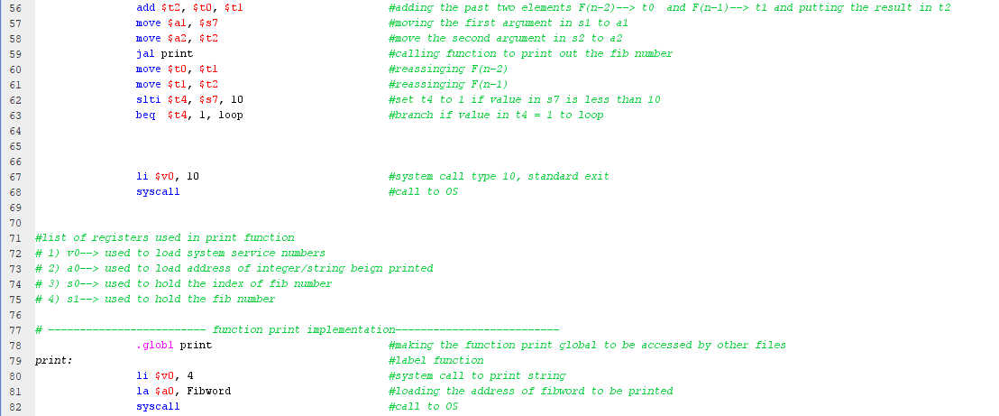 56 add $t2, $t0, $t1 #adding the past two elements F(n-2)--> t0 and F(n-1)--> t1 and putting the result in t2
57 move $a1, $s7 #moving the first argument in s1 to a1
58 move $a2, $t2 #move the second argument in s2 to a2
59 jal print #calling function to print out the fib number
60 move $t0, $t1 #reassinging F(n-2)
61 move $t1, $t2 #reassinging F(n-1)
62 slti $t4, $s7, 10 #set t4 to 1 if value in s7 is less than 10
63 beq $t4, 1, loop #branch if value in t4 = 1 to loop
64
65
66
67 li $v0, 10 #system call type 10, standard exit
68 syscall #call to OS
69
70
71 #list of registers used in print function
72 # 1) v0--> used to load system service numbers
73 # 2) a0--> used to load address of integer/string beign printed
74 # 3) s0--> used to hold the index of fib number
75 # 4) s1--> used to hold the fib number
76
77 # ------------------------- function print implementation--------------------------
78 .globl print #making the function print global to be accessed by other files
79 print: #label function
80 li $v0, 4 #system call to print string
81 la $a0, Fibword #loading the address of fibword to be printed
82 syscall #call to OS